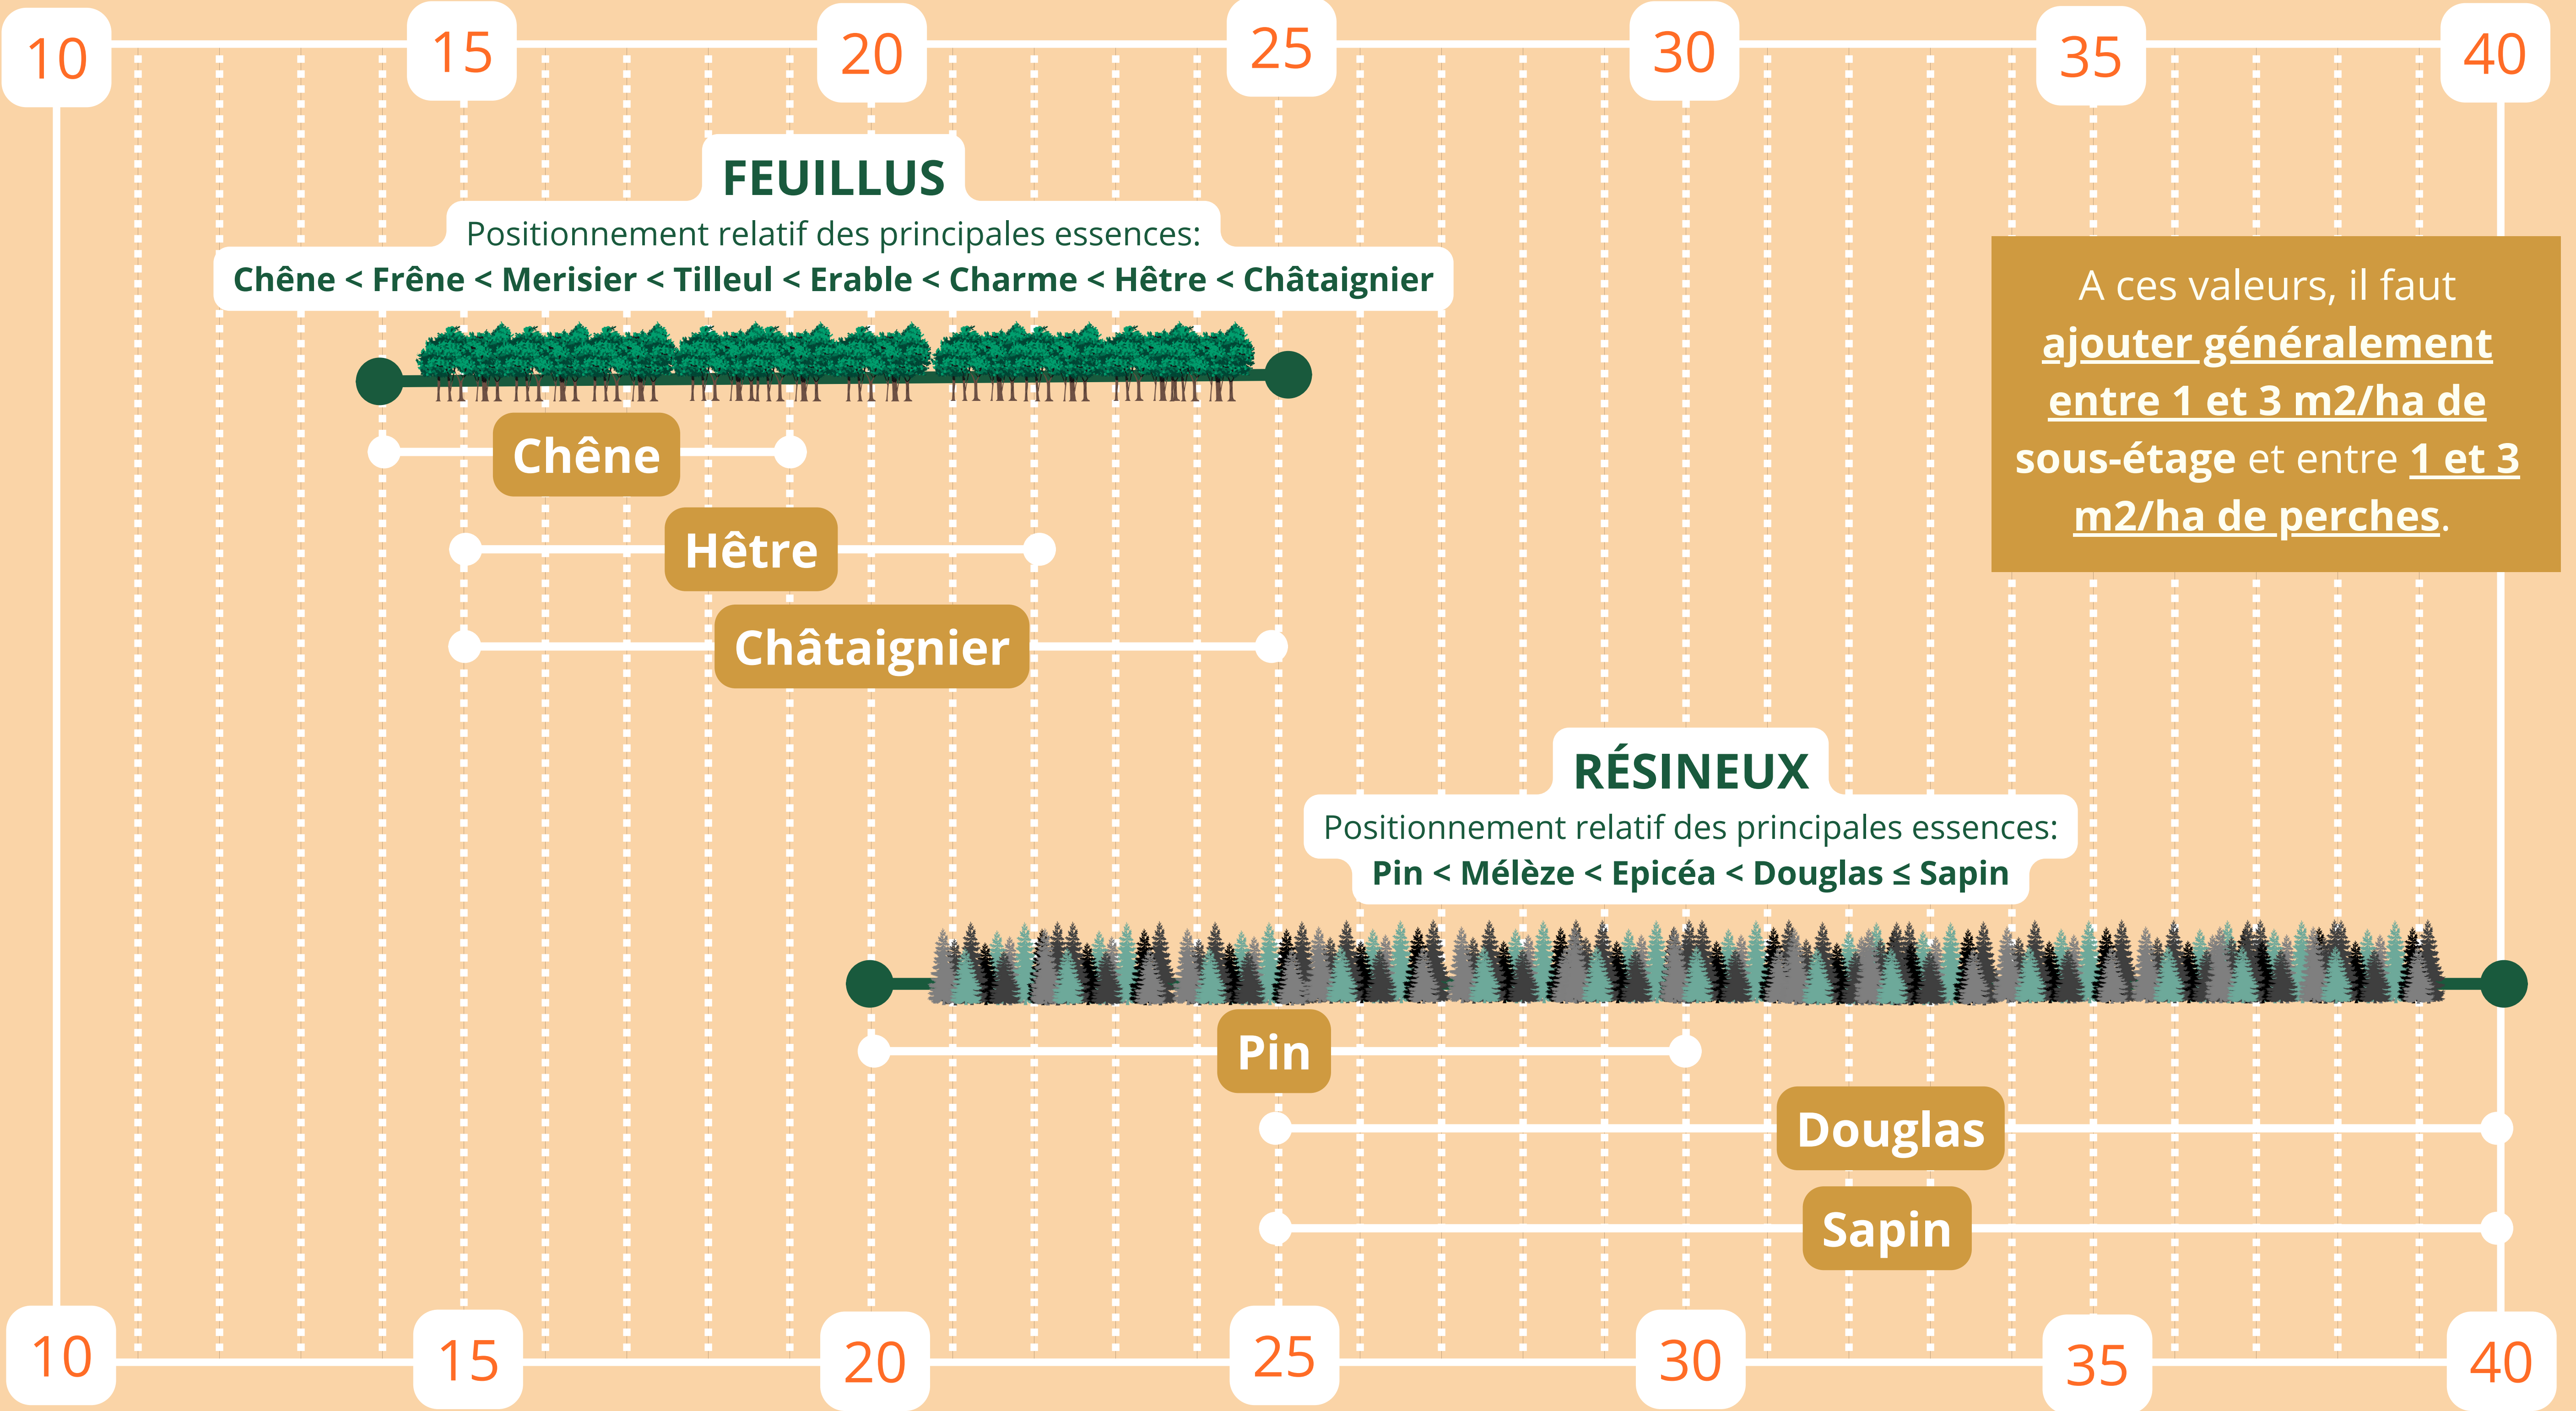 10
15
20
25
30
35
40
FEUILLUS
Positionnement relatif des principales essences:
Chêne < Frêne < Merisier < Tilleul < Erable < Charme < Hêtre < Châtaignier
A ces valeurs, il faut
ajouter généralement
entre 1 et 3 m2/ha de
sous-étage et entre 1 et 3
m2/ha de perches.
Chêne
Hêtre
Châtaignier
RÉSINEUX
Positionnement relatif des principales essences:
Pin < Mélèze < Epicéa < Douglas ≤ Sapin
Pin
Douglas
Sapin
10
15
20
25
30
35
40